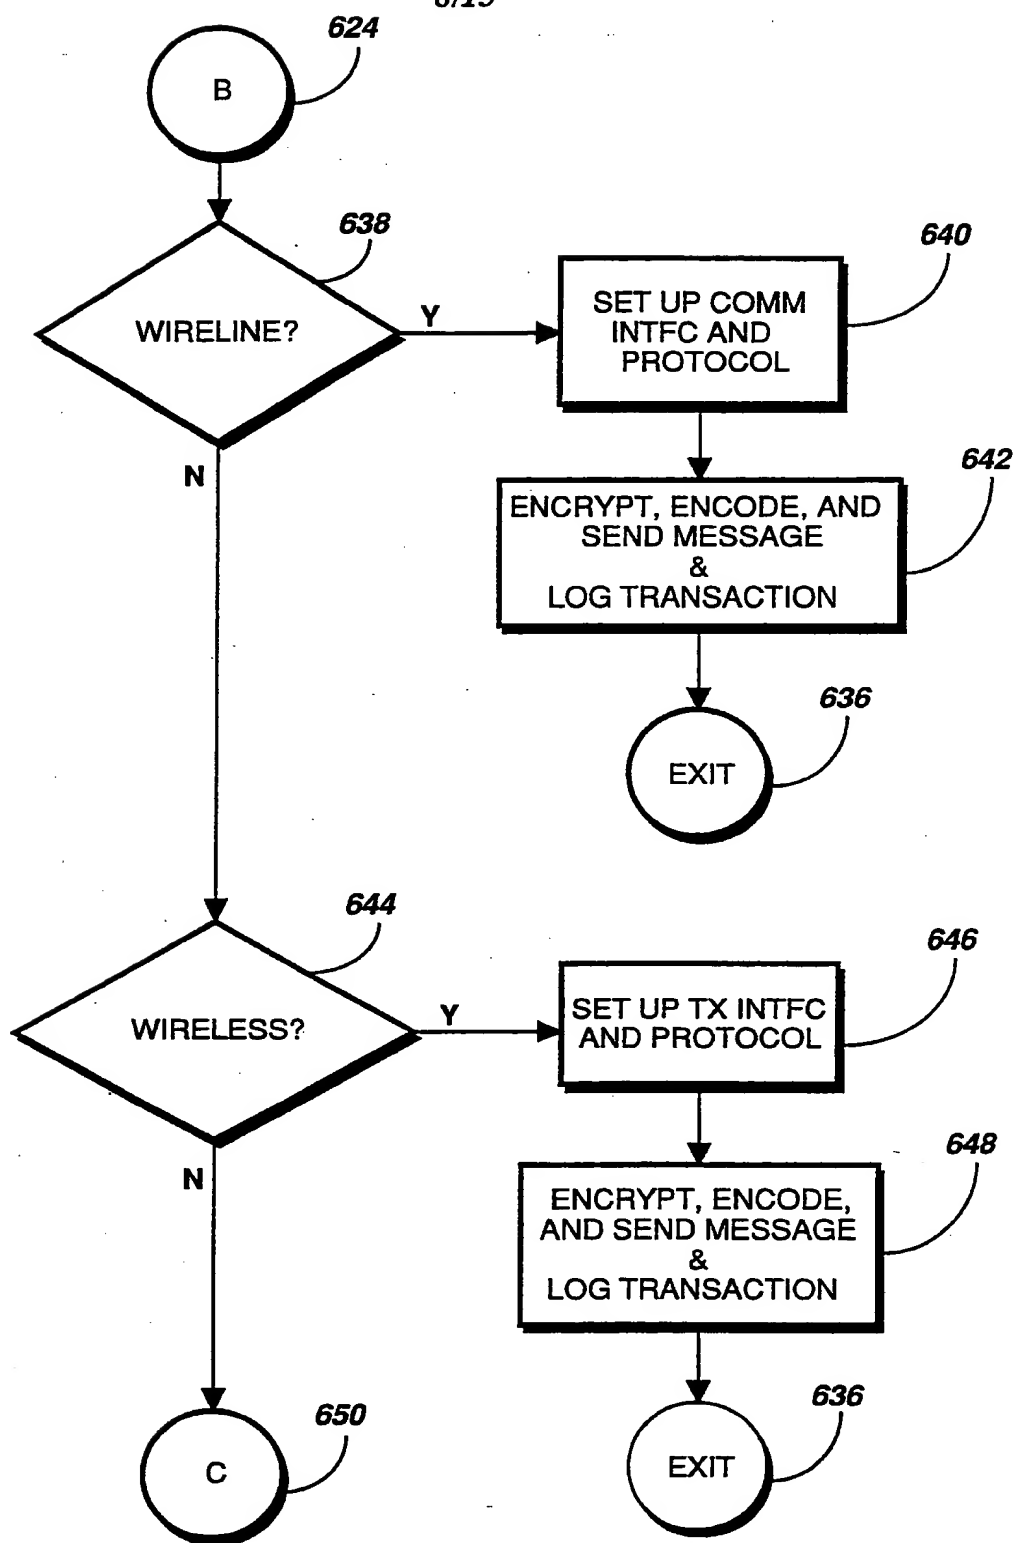 624
B
638
640
WIRELINE?
Y
SET UP COMM
INTFC AND
PROTOCOL
N
642
ENCRYPT, ENCODE, AND
SEND MESSAGE
&
LOG TRANSACTION
636
EXIT
644
646
WIRELESS?
Y
SET UP TX INTFC
AND PROTOCOL
N
648
ENCRYPT, ENCODE,
AND SEND MESSAGE
&
LOG TRANSACTION
650
C
636
EXIT